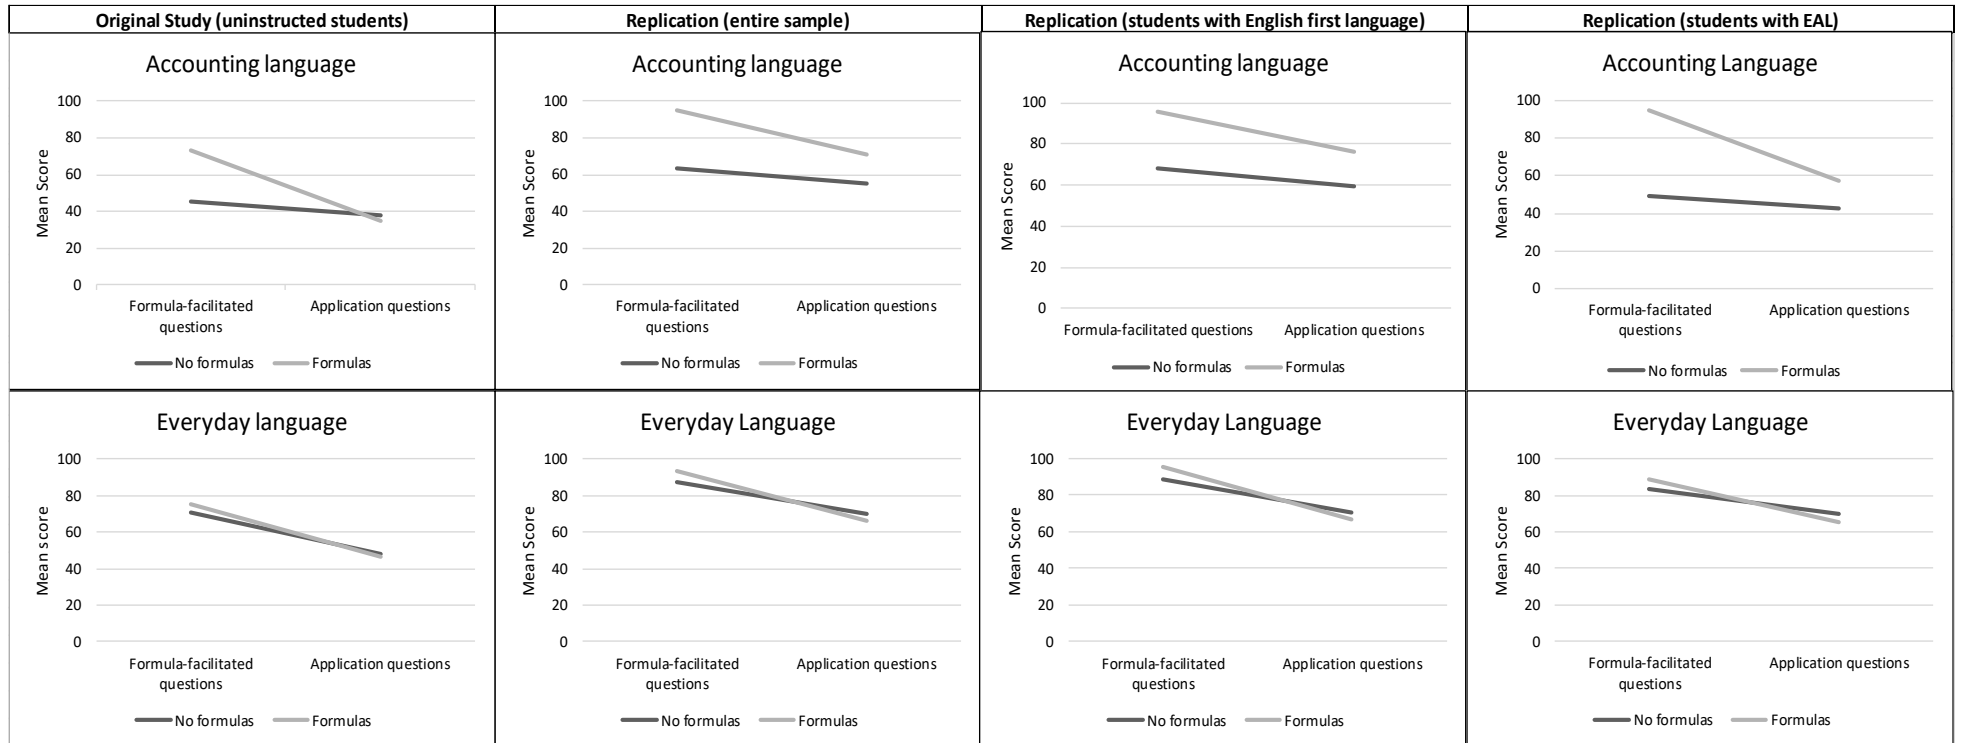 Original Study (uninstructed students)
Replication (entire sample)
Replication (students with English first language)
Replication (students with EAL)
Accounting language
Mean Score
100
80
60
40
20
0
Formula-facilitated
questions
Application questions
No formulas
Formulas
Accounting language
Mean Score
100
80
60
40
20
0
Formula-facilitated
questions
Application questions
No formulas
Formulas
Accounting language
Mean Score
100
80
60
40
20
0
Formula-facilitated questions
Application questions
No formulas
Formulas
Accounting Language
Mean Score
100
80
60
40
20
0
Formula-facilitated
questions
Application questions
No formulas
Formulas
Everyday language
Mean score
100
80
60
40
20
0
Formula-facilitated
questions
Application questions
No formulas
Formulas
Everyday Language
Mean Score
100
80
60
40
20
0
Formula-facilitated
questions
Application questions
No formulas
Formulas
Everyday Language
Mean Score
100
80
60
40
20
0
Formula-facilitated
questions
Application questions
No formulas
Formulas
Everyday Language
Mean Score
100
80
60
40
20
0
Formula-facilitated
questions
Application questions
No formulas
Formulas